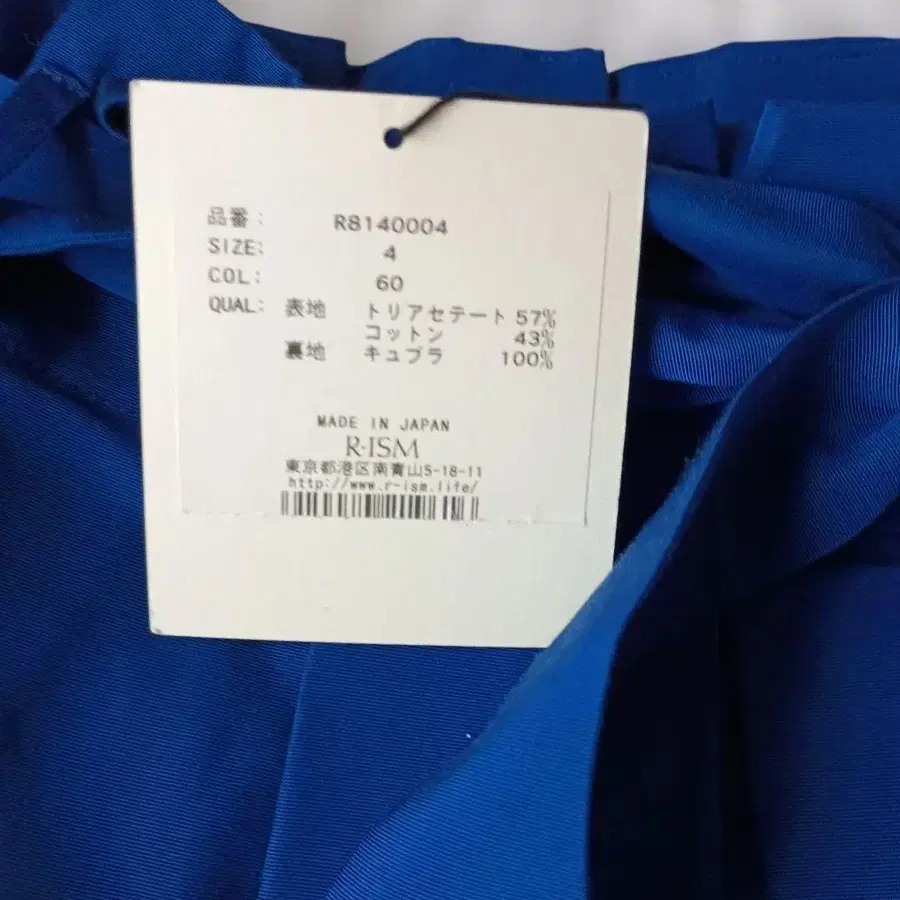 品番： R8140004
SIZE: 4
COL: 60
QUAL: 表地 トリアセテート 57%
コットン 43%
裏地 キュプラ 100%
MADE IN JAPAN
R-ISM
東京都港区南青山5-18-11
http://www.r-ism.life/